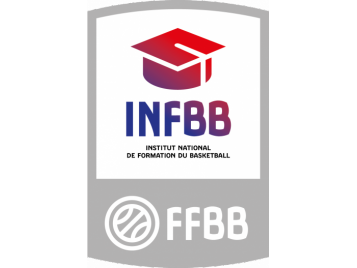 INFBB
INSTITUT NATIONAL
DE FORMATION DU BASKETBALL
FFBB